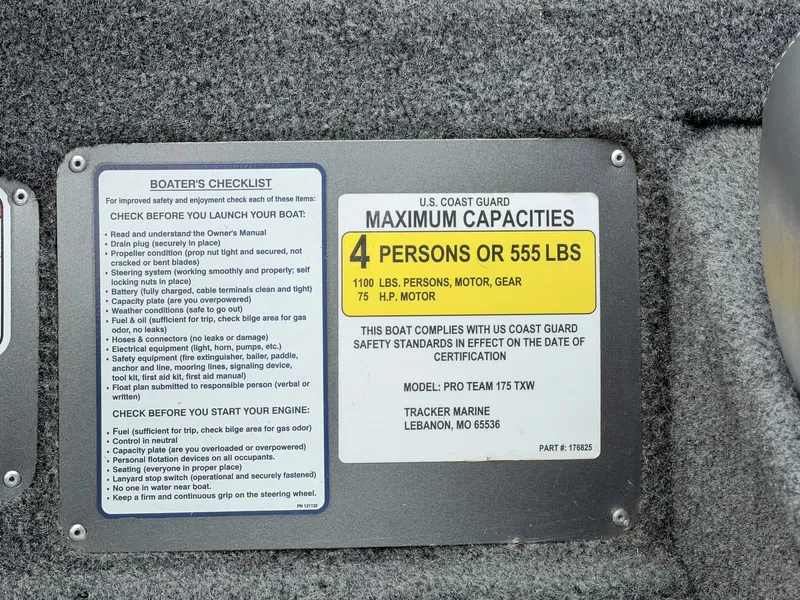 BOATER'S CHECKLIST
For improved safety and enjoyment check each of these items:
CHECK BEFORE YOU LAUNCH YOUR BOAT:
• Read and understand the Owner's Manual
• Drain plug (securely in place)
• Propeller condition (prop nut tight and secured, not
cracked or bent blades)
• Steering system (working smoothly and properly; self
locking nuts in place)
• Battery (fully charged, cable terminals clean and tight)
• Capacity plate (are you overpowered)
• Weather conditions (safe to go out)
• Fuel & oil (sufficient for trip, check bilge area for gas
odor, no leaks)
• Hoses & connectors (no leaks or damage)
• Electrical equipment (light, horn, pumps, etc.)
• Safety equipment (fire extinguisher, bailer, paddle,
anchor and line, mooring lines, signaling device,
tool kit, first aid kit, first aid manual)
• Float plan submitted to responsible person (verbal or
written)
CHECK BEFORE YOU START YOUR ENGINE:
• Fuel (sufficient for trip, check bilge area for gas odor)
• Control in neutral
• Capacity plate (are you overloaded or overpowered)
• Personal flotation devices on all occupants.
• Seating (everyone in proper place)
• Lanyard stop switch (operational and securely fastened)
• No one in water near boat.
• Keep a firm and continuous grip on the steering wheel.
PN 121132
U.S. COAST GUARD
MAXIMUM CAPACITIES
4 PERSONS OR 555 LBS
1100 LBS. PERSONS, MOTOR, GEAR
75 H.P. MOTOR
THIS BOAT COMPLIES WITH US COAST GUARD
SAFETY STANDARDS IN EFFECT ON THE DATE OF
CERTIFICATION
MODEL: PRO TEAM 175 TXW
TRACKER MARINE
LEBANON, MO 65536
PART #: 176825